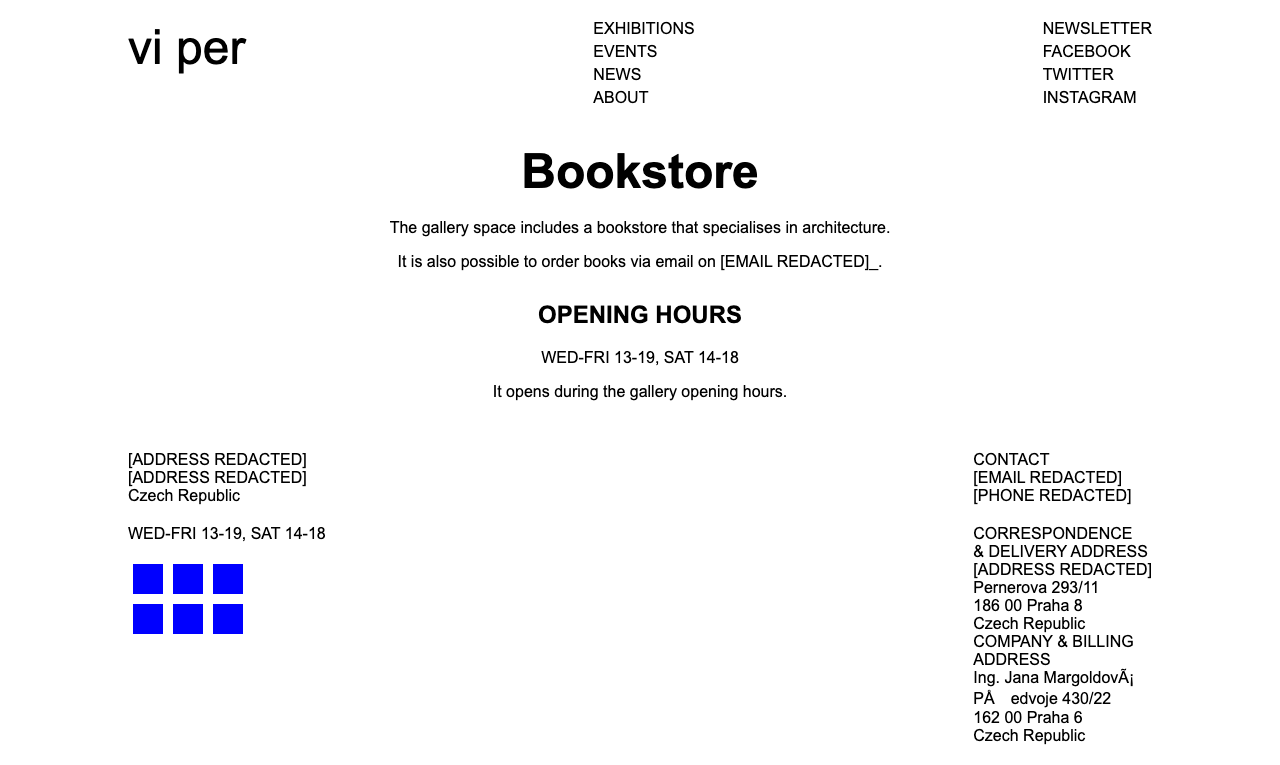 vi per
EXHIBITIONS
EVENTS
NEWS
ABOUT
NEWSLETTER
FACEBOOK
TWITTER
INSTAGRAM
Bookstore
The gallery space includes a bookstore that specialises in architecture.
It is also possible to order books via email on [EMAIL REDACTED]_.
OPENING HOURS
WED-FRI 13-19, SAT 14-18
It opens during the gallery opening hours.
[ADDRESS REDACTED]
[ADDRESS REDACTED]
Czech Republic
WED-FRI 13-19, SAT 14-18
CONTACT
[EMAIL REDACTED]
[PHONE REDACTED]
CORRESPONDENCE
& DELIVERY ADDRESS
[ADDRESS REDACTED]
Pernerova 293/11
186 00 Praha 8
Czech Republic
COMPANY & BILLING
ADDRESS
Ing. Jana MargoldovÃ¡
PÅ edvoje 430/22
162 00 Praha 6
Czech Republic